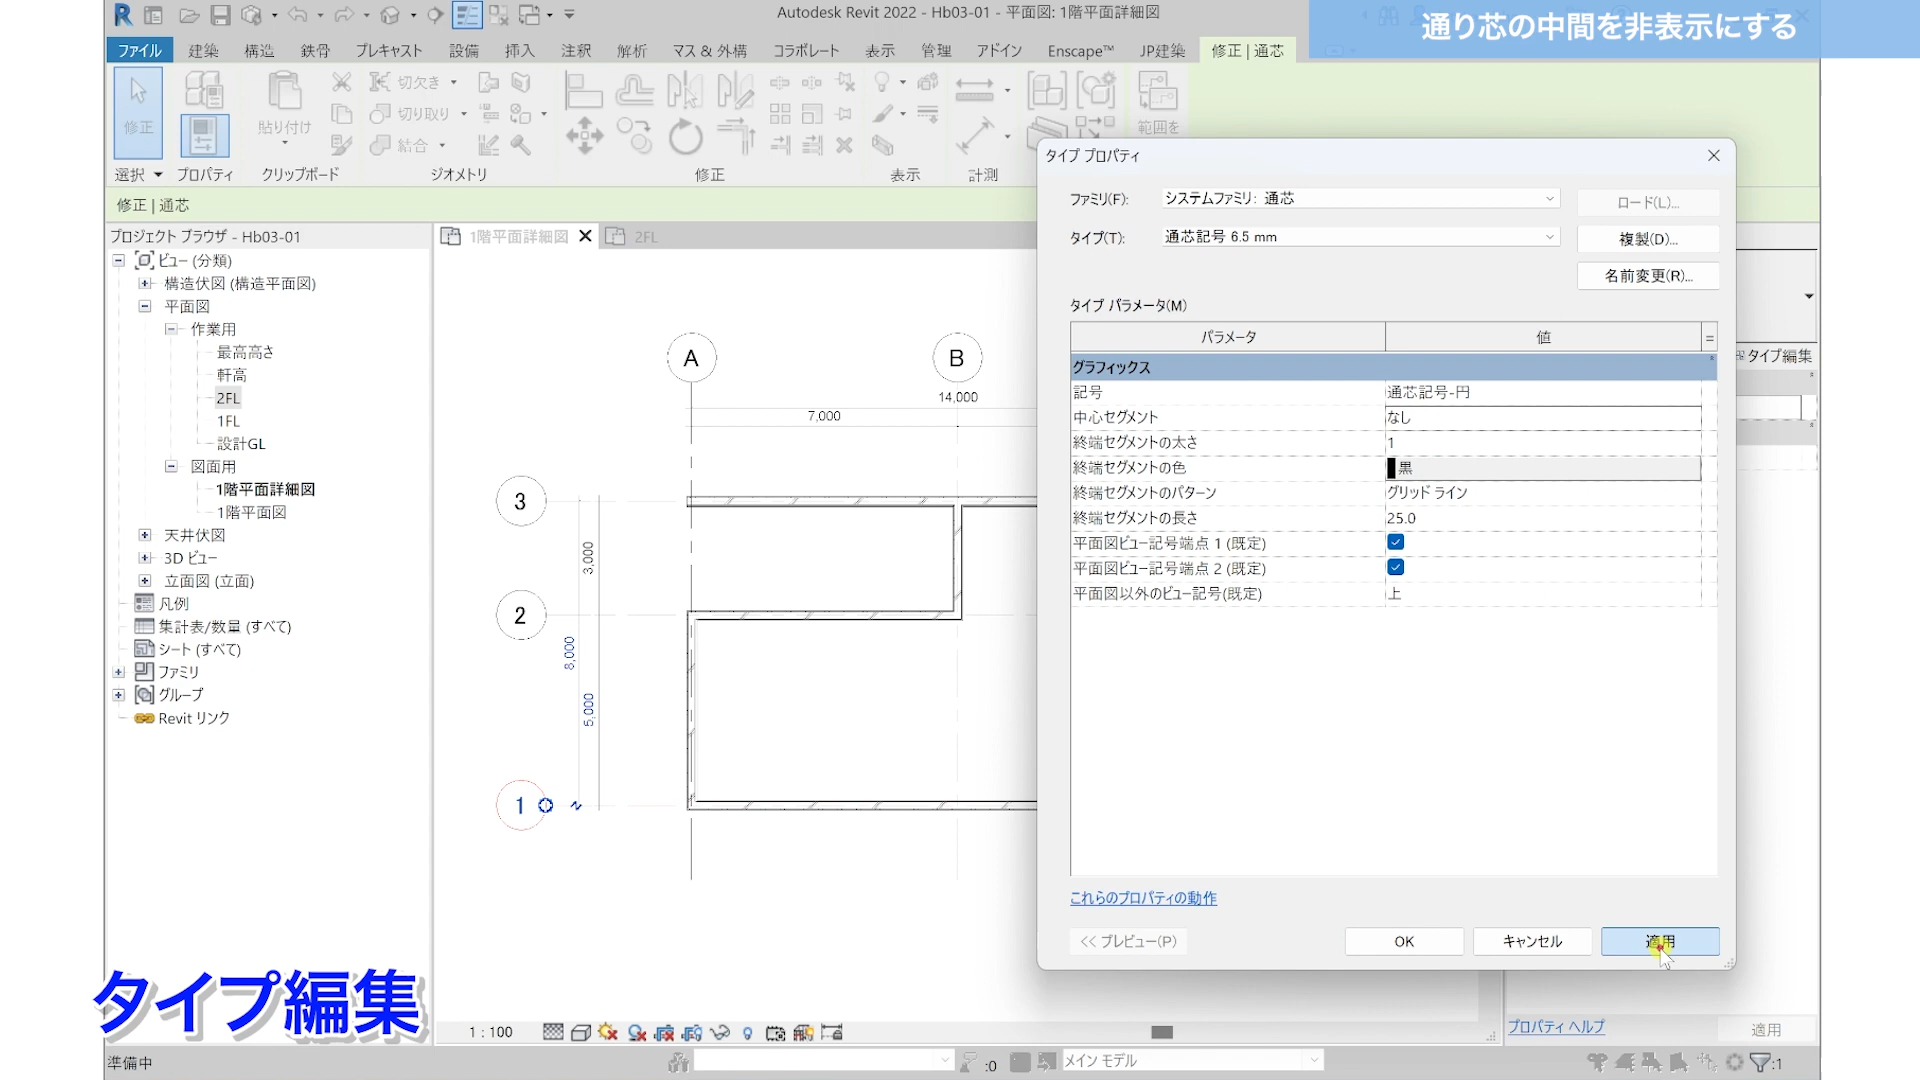 Autodesk Revit 2022 - Hb03-01 - 平面図: 1階平面詳細図
通り芯の中間を非表示にする
ファイル 建築 構造 鉄骨 プレキャスト 設備 挿入 注釈 解析 マス & 外構 コラボレート 表示 管理 アドイン Enscape™ JP建築 修正 | 通芯
修正
貼り付け
切欠き
切り取り
結合
範囲を
選択 プロパティ クリップボード ジオメトリ 修正 表示 計測
修正 | 通芯
プロジェクト ブラウザ - Hb03-01
ビュー (分類)
構造伏図 (構造平面図)
平面図
作業用
最高高さ
軒高
2FL
1FL
設計GL
図面用
1階平面詳細図
1階平面図
天井伏図
3D ビュー
立面図 (立面)
凡例
集計表/数量 (すべて)
シート (すべて)
ファミリ
グループ
Revit リンク
1階平面詳細図
2FL
A
B
14,000
7,000
3
3,000
2
8,000
5,000
1
タイプ プロパティ
ファミリ(F): システムファミリ: 通芯 ロード(L)...
タイプ(T): 通芯記号 6.5 mm 複製(D)...
名前変更(R)...
タイプ パラメータ(M)
パラメータ 値 =
グラフィックス
記号 通芯記号-円
中心セグメント なし
終端セグメントの太さ 1
終端セグメントの色 黒
終端セグメントのパターン グリッド ライン
終端セグメントの長さ 25.0
平面図ビュー記号端点 1 (既定)
平面図ビュー記号端点 2 (既定)
平面図以外のビュー記号(既定) 上
これらのプロパティの動作
<< プレビュー(P) OK キャンセル 適用
タイプ編集
タイプ編集
1 : 100
プロパティ ヘルプ 適用
準備中
:0
メイン モデル
:1